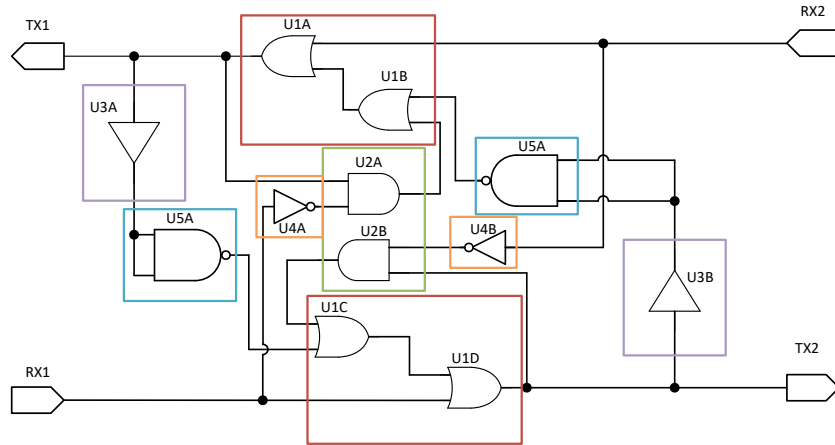 TX1
RX2
U1A
U1B
U3A
U5A
U2A
U5A
U4A
U4B
U2B
U3B
U1C
U1D
RX1
TX2